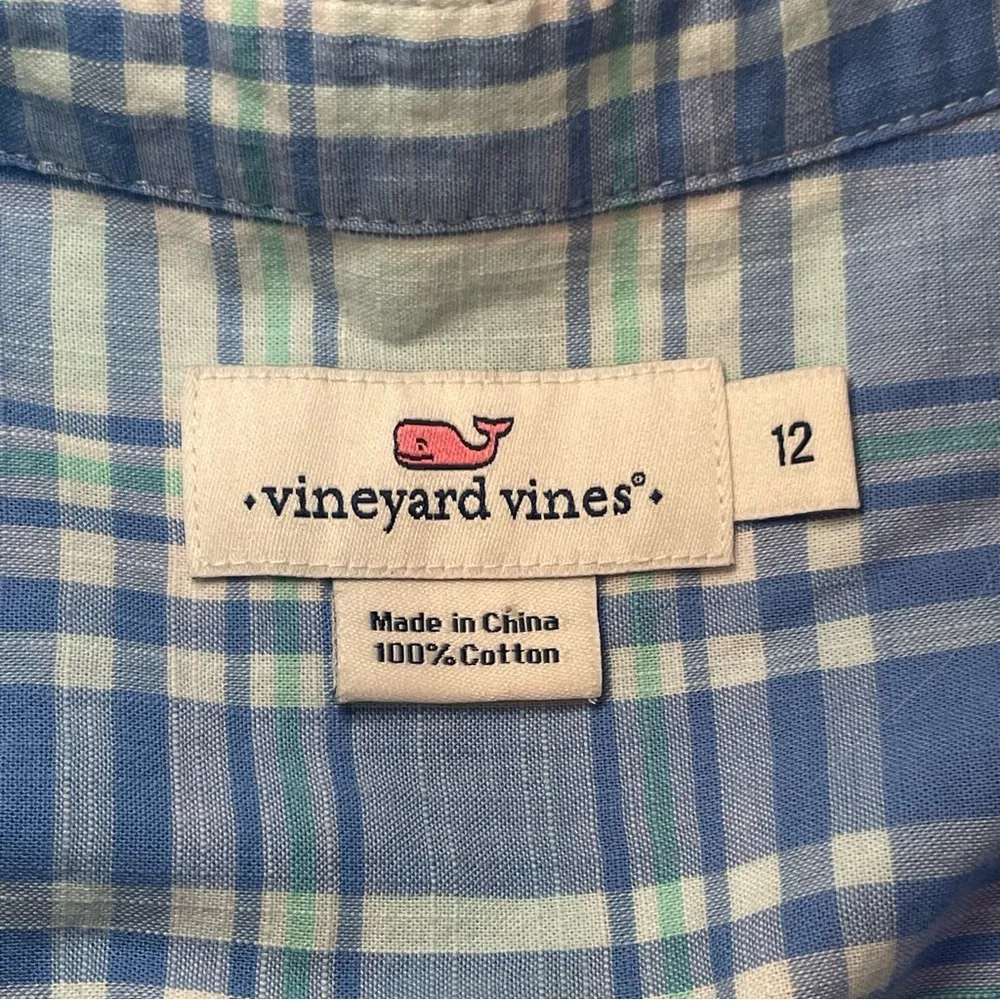 ·vineyard vines®·
12
Made in China
100% Cotton